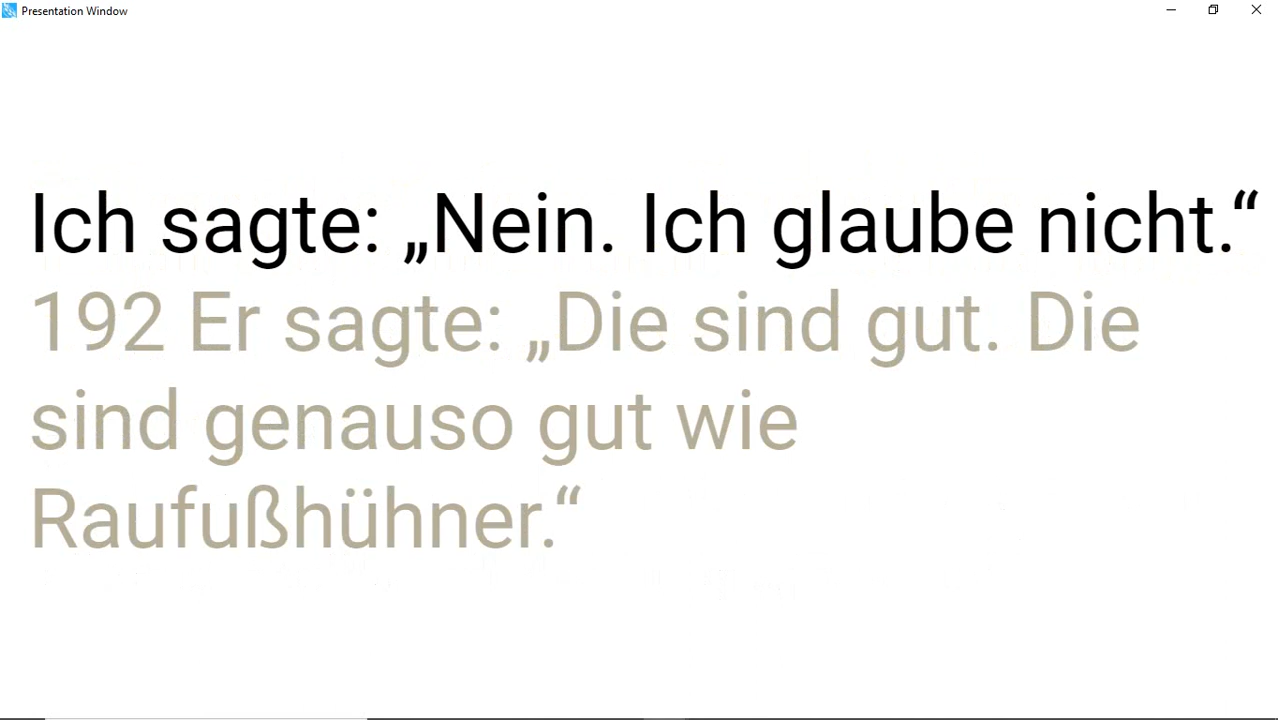 Presentation Window
Ich sagte: „Nein. Ich glaube nicht.“
192 Er sagte: „Die sind gut. Die
sind genauso gut wie
Raufußhühner.“